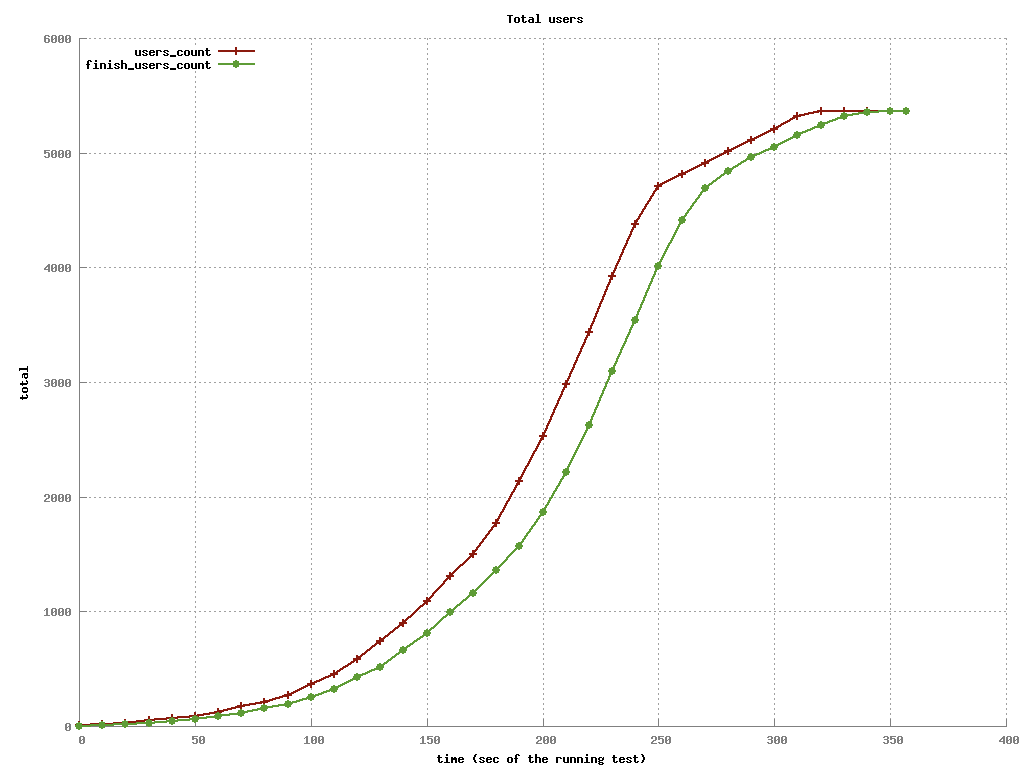 Total users
users_count
finish_users_count
6000
5000
4000
3000
2000
1000
0
total
0 50 100 150 200 250 300 350 400
time (sec of the running test)